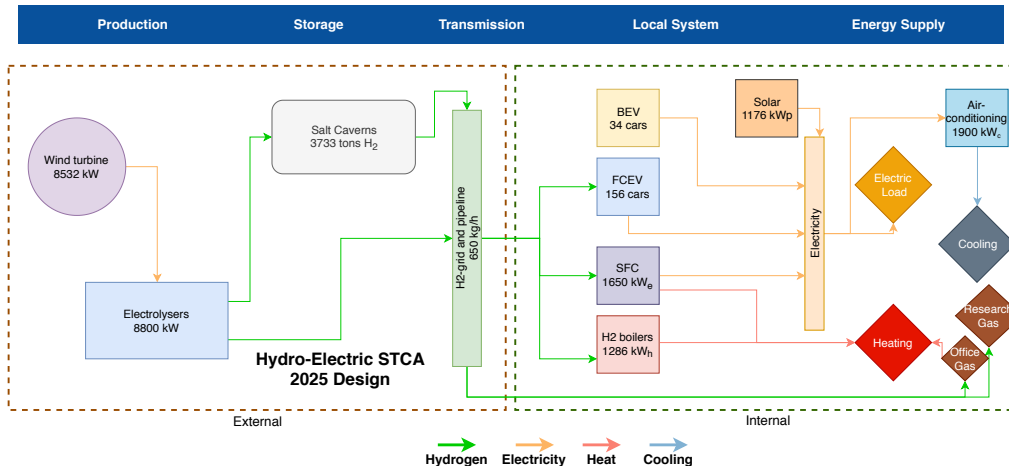 Production
Storage
Transmission
Local System
Energy Supply
Wind turbine
8532 kW
Electrolysers
8800 kW
Salt Caverns
3733 tons H₂
H2-grid and pipeline
650 kg/h
Hydro-Electric STCA
2025 Design
BEV
34 cars
FCEV
156 cars
SFC
1650 kWₑ
H2 boilers
1286 kWₕ
Solar
1176 kWp
Electricity
Air-
conditioning
1900 kW꜀
Electric
Load
Cooling
Heating
Research
Gas
Office
Gas
External
Internal
Hydrogen
Electricity
Heat
Cooling